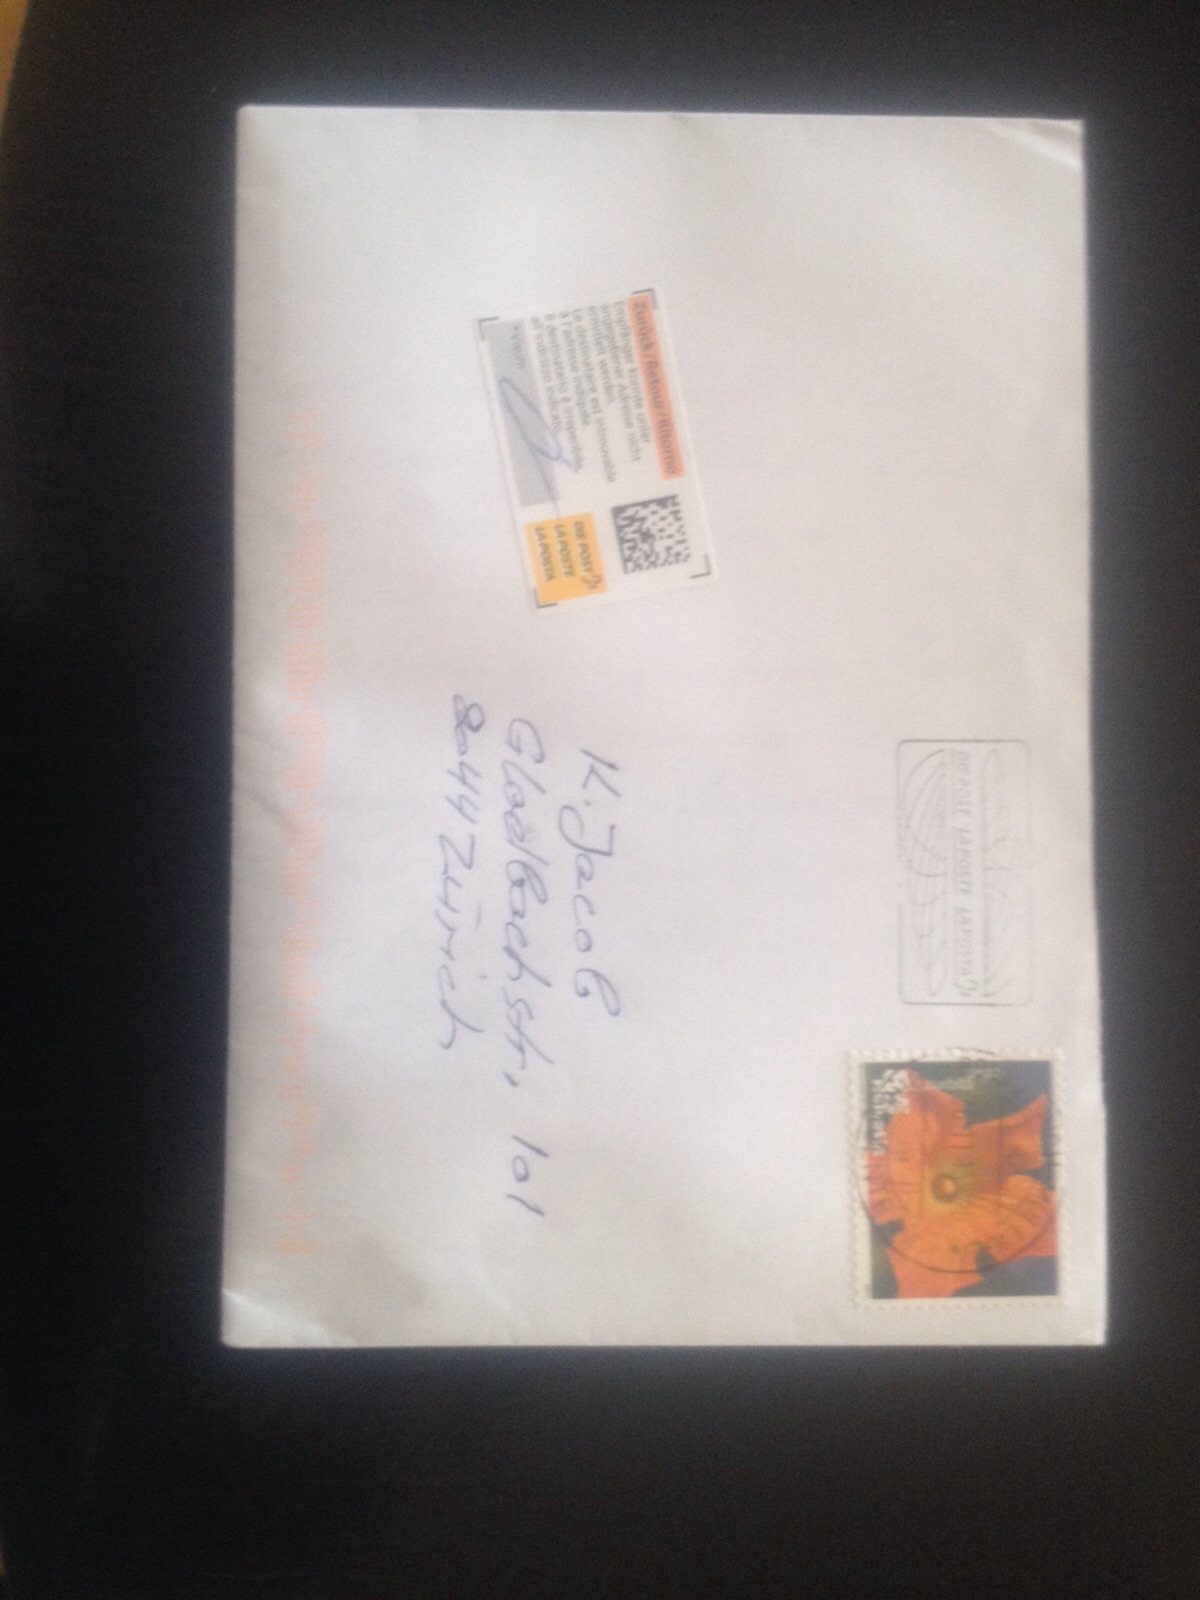 DIE POST LA POSTE LA POSTA
HELVETIA
Zurück/Retour/Ritorno
Empfänger konnte unter
angegebener Adresse nicht
ermittelt werden.
Le destinataire est introuvable
à l'adresse indiquée.
Il destinatario è irreperibile
all'indirizzo indicato.
Visum
DIE POST
LA POSTE
LA POSTA
K. Jacob
Gladbachstr. 101
8044 Zürich